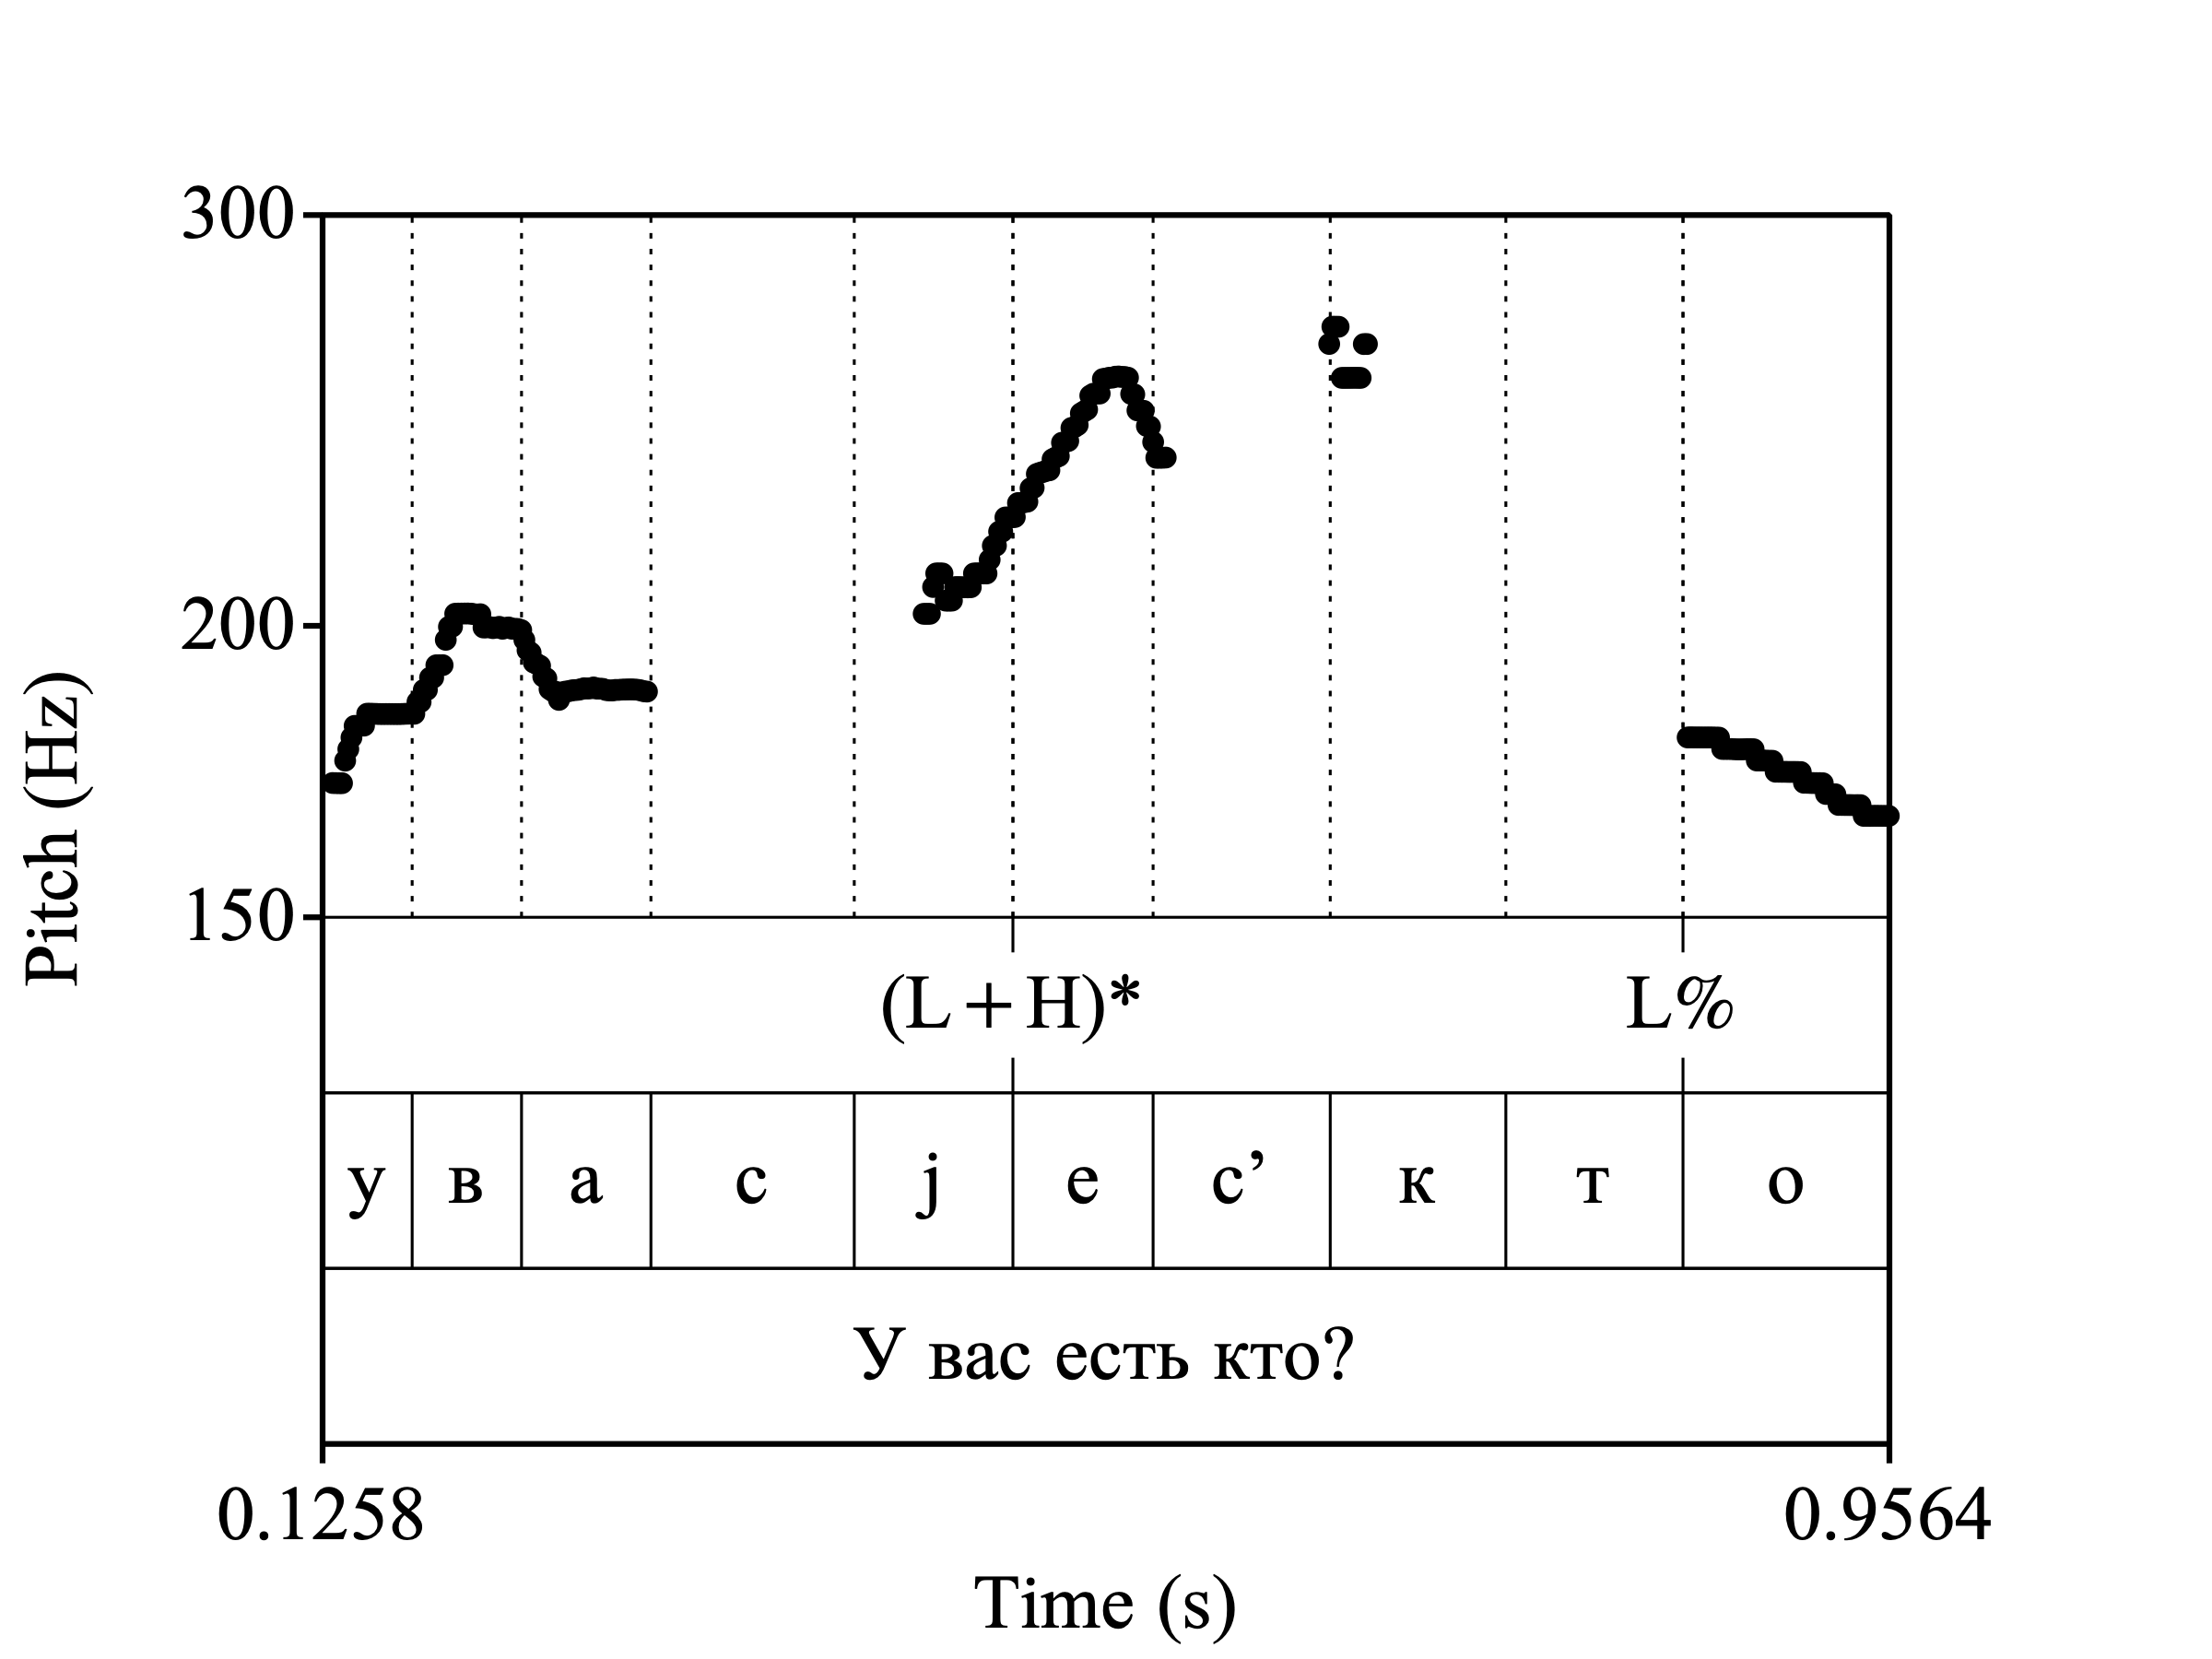 300
200
150
Pitch (Hz)
(L + H)* L%
у в а с j е с’ к т о
У вас есть кто?
0.1258 0.9564
Time (s)